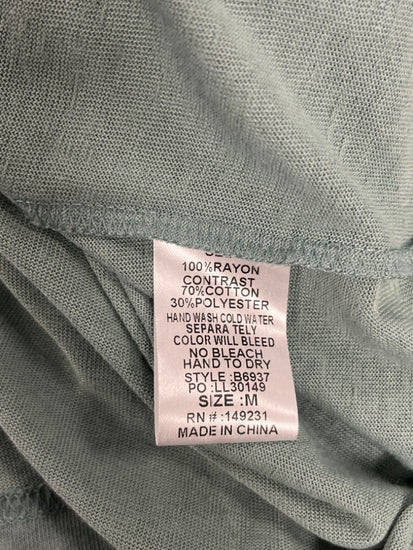 100%RAYON
CONTRAST
70%COTTON
30%POLYESTER
HAND WASH COLD WATER
SEPARA TELY
COLOR WILL BLEED
NO BLEACH
HAND TO DRY
STYLE :B6937
PO :LL30149
SIZE :M
RN # :149231
MADE IN CHINA